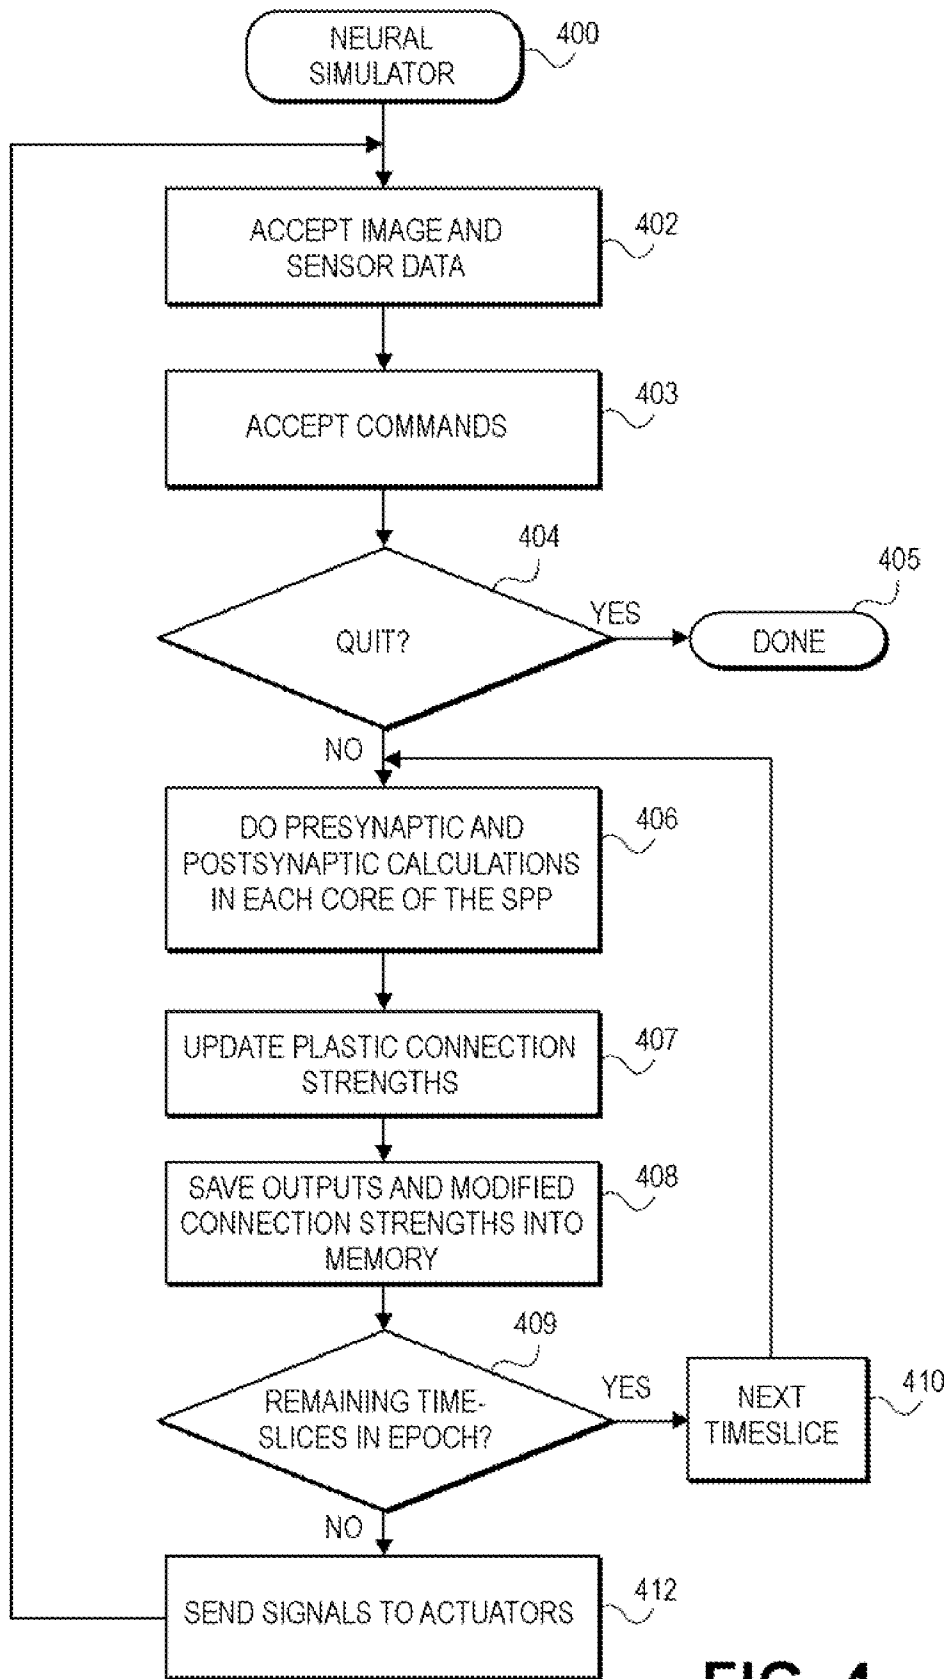 NEURAL
SIMULATOR
400
ACCEPT IMAGE AND
SENSOR DATA
402
ACCEPT COMMANDS
403
404
QUIT?
YES
405
DONE
NO
DO PRESYNAPTIC AND
POSTSYNAPTIC CALCULATIONS
IN EACH CORE OF THE SPP
406
UPDATE PLASTIC CONNECTION
STRENGTHS
407
SAVE OUTPUTS AND MODIFIED
CONNECTION STRENGTHS INTO
MEMORY
408
409
REMAINING TIME-
SLICES IN EPOCH?
YES
NEXT
TIMESLICE
410
NO
SEND SIGNALS TO ACTUATORS
412
FIG. 4